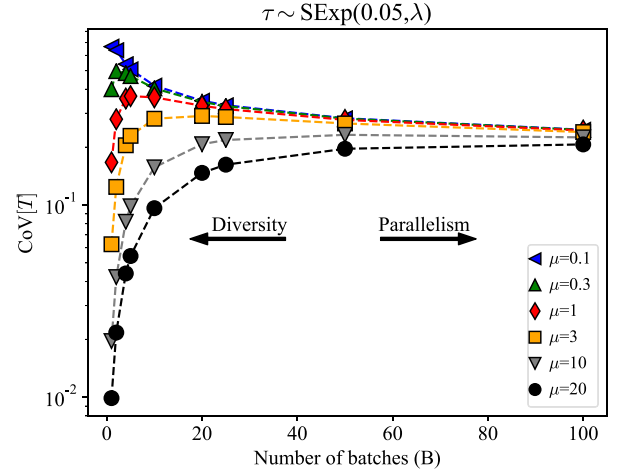 τ ~ SExp(0.05,λ)
CoV[T]
10⁻¹
10⁻²
Diversity
Parallelism
μ=0.1
μ=0.3
μ=1
μ=3
μ=10
μ=20
0 20 40 60 80 100
Number of batches (B)